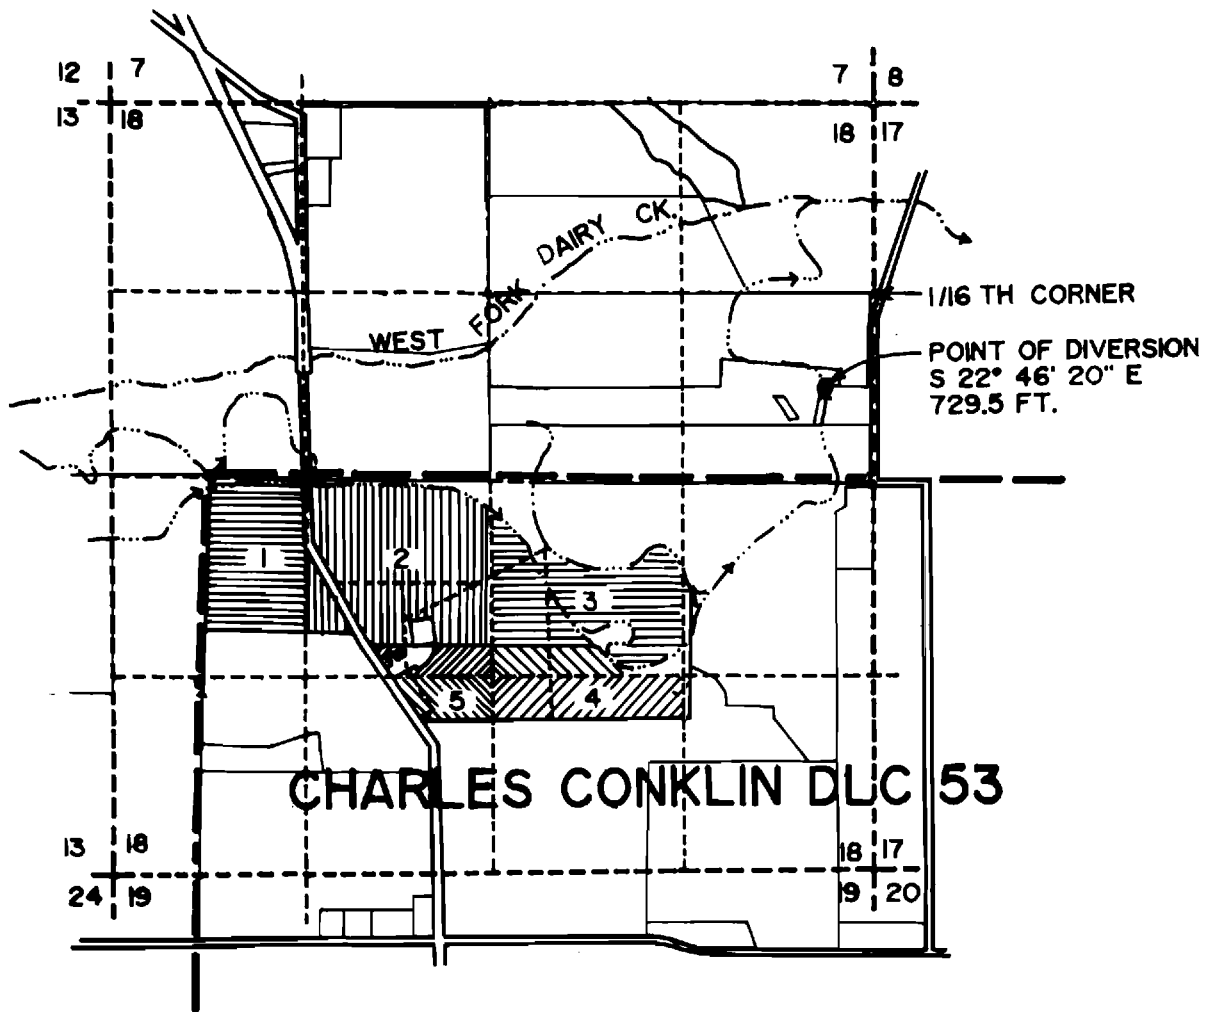 12 7
7 8
13 18
18 17
WEST FORK DAIRY CK.
1/16 TH CORNER
POINT OF DIVERSION
S 22° 46' 20" E
729.5 FT.
1
2
3
5
4
CHARLES CONKLIN DLC 53
13 18
18 17
24 19
19 20